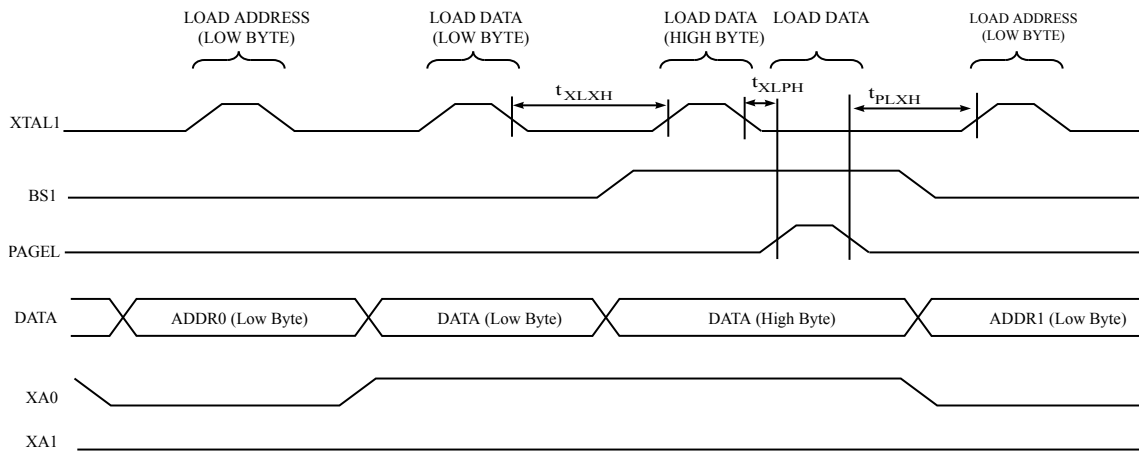 LOAD ADDRESS
(LOW BYTE)
LOAD DATA
(LOW BYTE)
LOAD DATA
(HIGH BYTE)
LOAD DATA
LOAD ADDRESS
(LOW BYTE)
tXLXH
tXLPH
tPLXH
XTAL1
BS1
PAGEL
DATA
ADDR0 (Low Byte)
DATA (Low Byte)
DATA (High Byte)
ADDR1 (Low Byte)
XA0
XA1